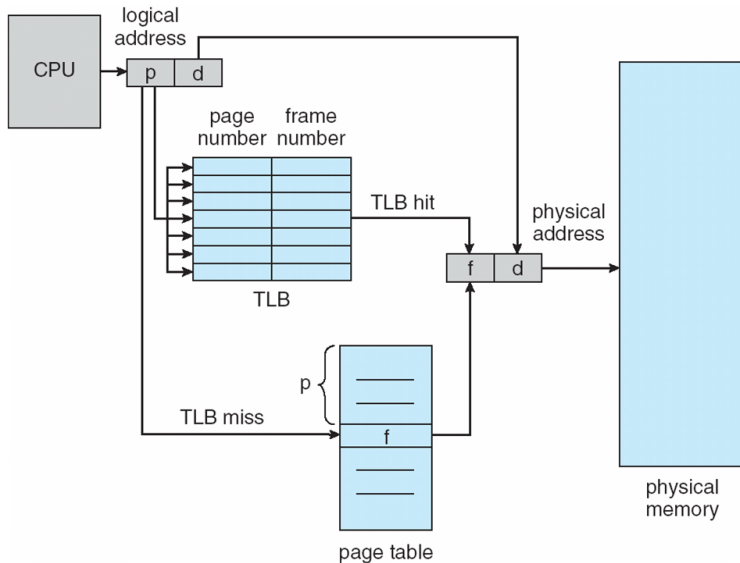 logical
address
CPU
p
d
page
number
frame
number
TLB hit
physical
address
f
d
TLB
p
TLB miss
f
physical
memory
page table